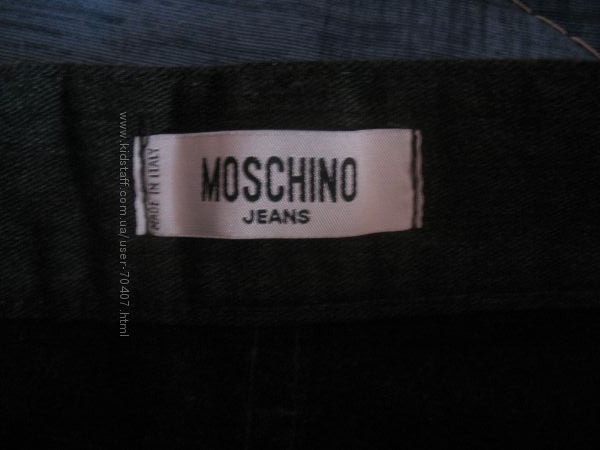 www.kidstaff.com.ua/user-70407.html
MADE IN ITALY
MOSCHINO
JEANS